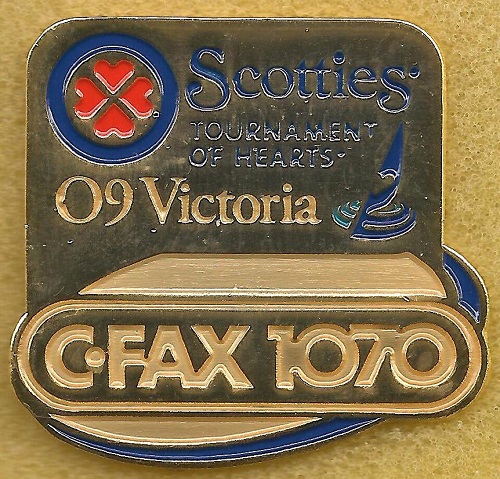 Scotties
TOURNAMENT
OF HEARTS
09 Victoria
C•FAX 1070